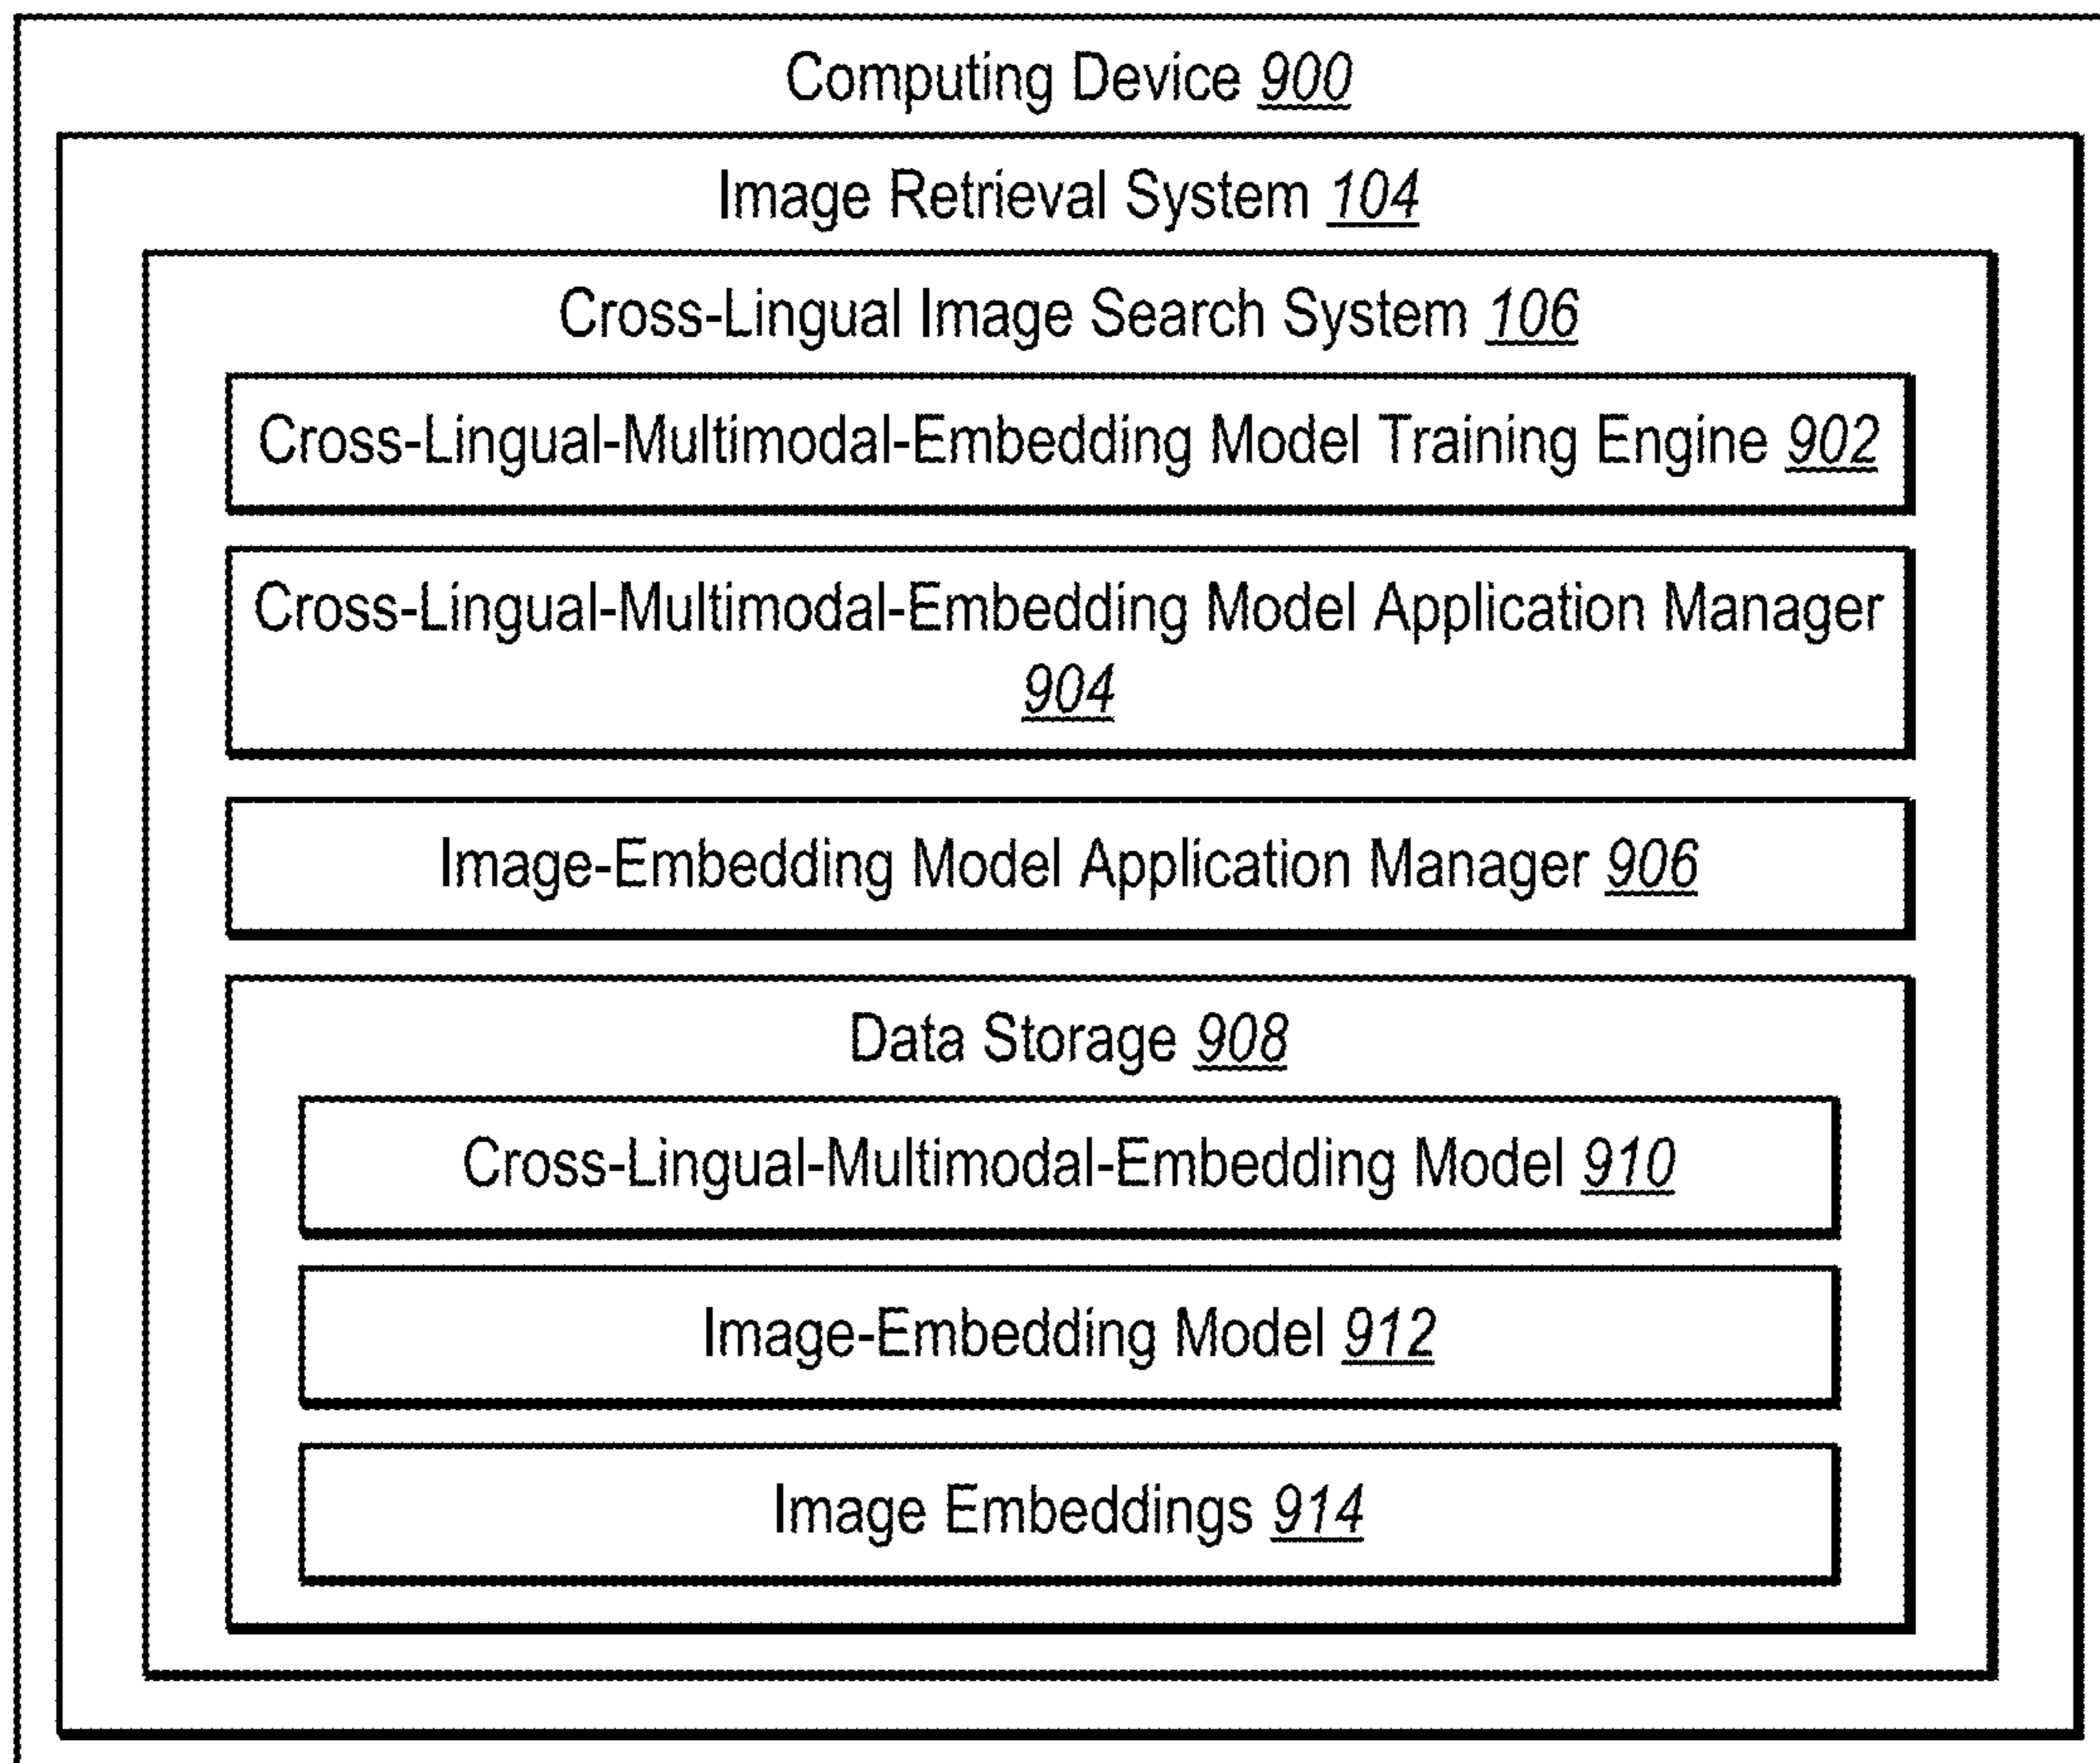 Computing Device 900
Image Retrieval System 104
Cross-Lingual Image Search System 106
Cross-Lingual-Multimodal-Embedding Model Training Engine 902
Cross-Lingual-Multimodal-Embedding Model Application Manager
904
Image-Embedding Model Application Manager 906
Data Storage 908
Cross-Lingual-Multimodal-Embedding Model 910
Image-Embedding Model 912
Image Embeddings 914